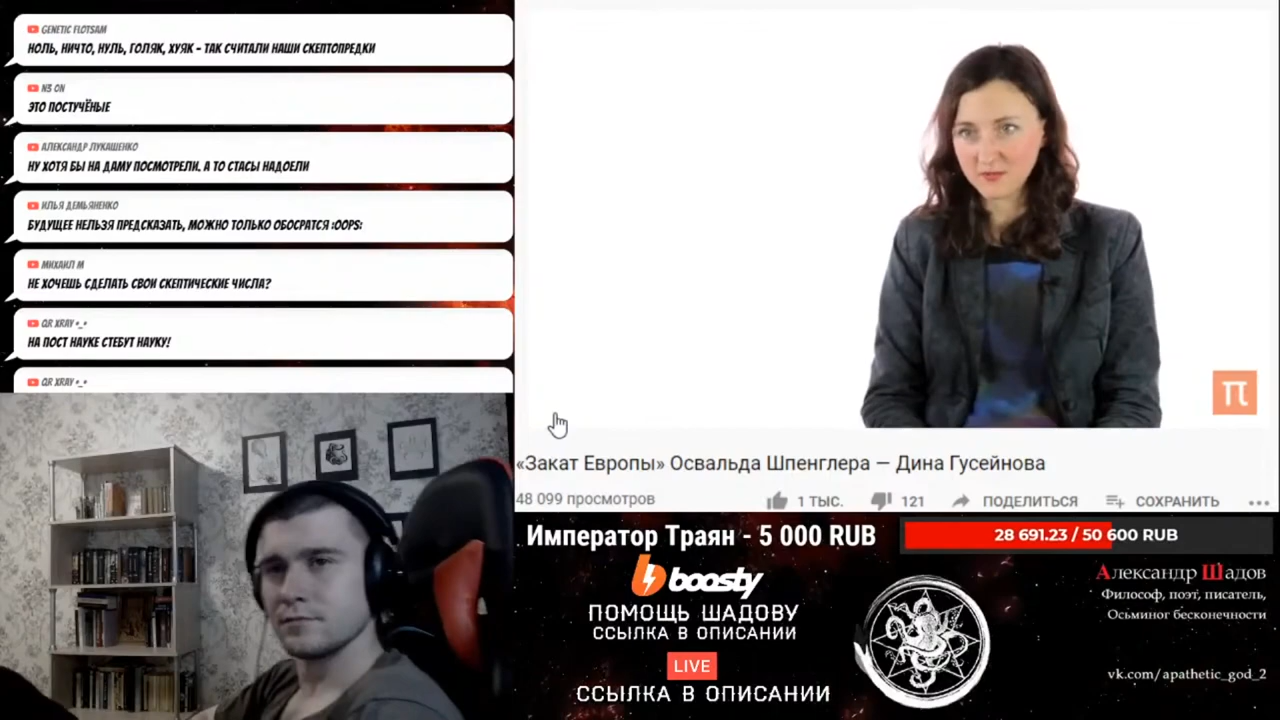 GENETIC FLOTSAM
НОЛЬ, НИЧТО, НУЛЬ, ГОЛЯК, ХУЯК - ТАК СЧИТАЛИ НАШИ СКЕПТОПРЕДКИ
N3 ON
ЭТО ПОСТУЧЁНЫЕ
АЛЕКСАНДР ЛУКАШЕНКО
НУ ХОТЯ БЫ НА ДАМУ ПОСМОТРЕЛИ. А ТО СТАСЫ НАДОЕЛИ
ИЛЬЯ ДЕМЬЯНЕНКО
БУДУЩЕЕ НЕЛЬЗЯ ПРЕДСКАЗАТЬ, МОЖНО ТОЛЬКО ОБОСРАТСЯ :OOPS:
МИХАИЛ М
НЕ ХОЧЕШЬ СДЕЛАТЬ СВОИ СКЕПТИЧЕСКИЕ ЧИСЛА?
QR XRAY •_•
НА ПОСТ НАУКЕ СТЕБУТ НАУКУ!
QR XRAY •_•
π
«Закат Европы» Освальда Шпенглера — Дина Гусейнова
48 099 просмотров
1 ТЫС.
121
ПОДЕЛИТЬСЯ
СОХРАНИТЬ
Император Траян - 5 000 RUB
28 691.23 / 50 600 RUB
boosty
ПОМОЩЬ ШАДОВУ
ССЫЛКА В ОПИСАНИИ
LIVE
ССЫЛКА В ОПИСАНИИ
Александр Шадов
Философ, поэт, писатель,
Осьминог бесконечности
vk.com/apathetic_god_2